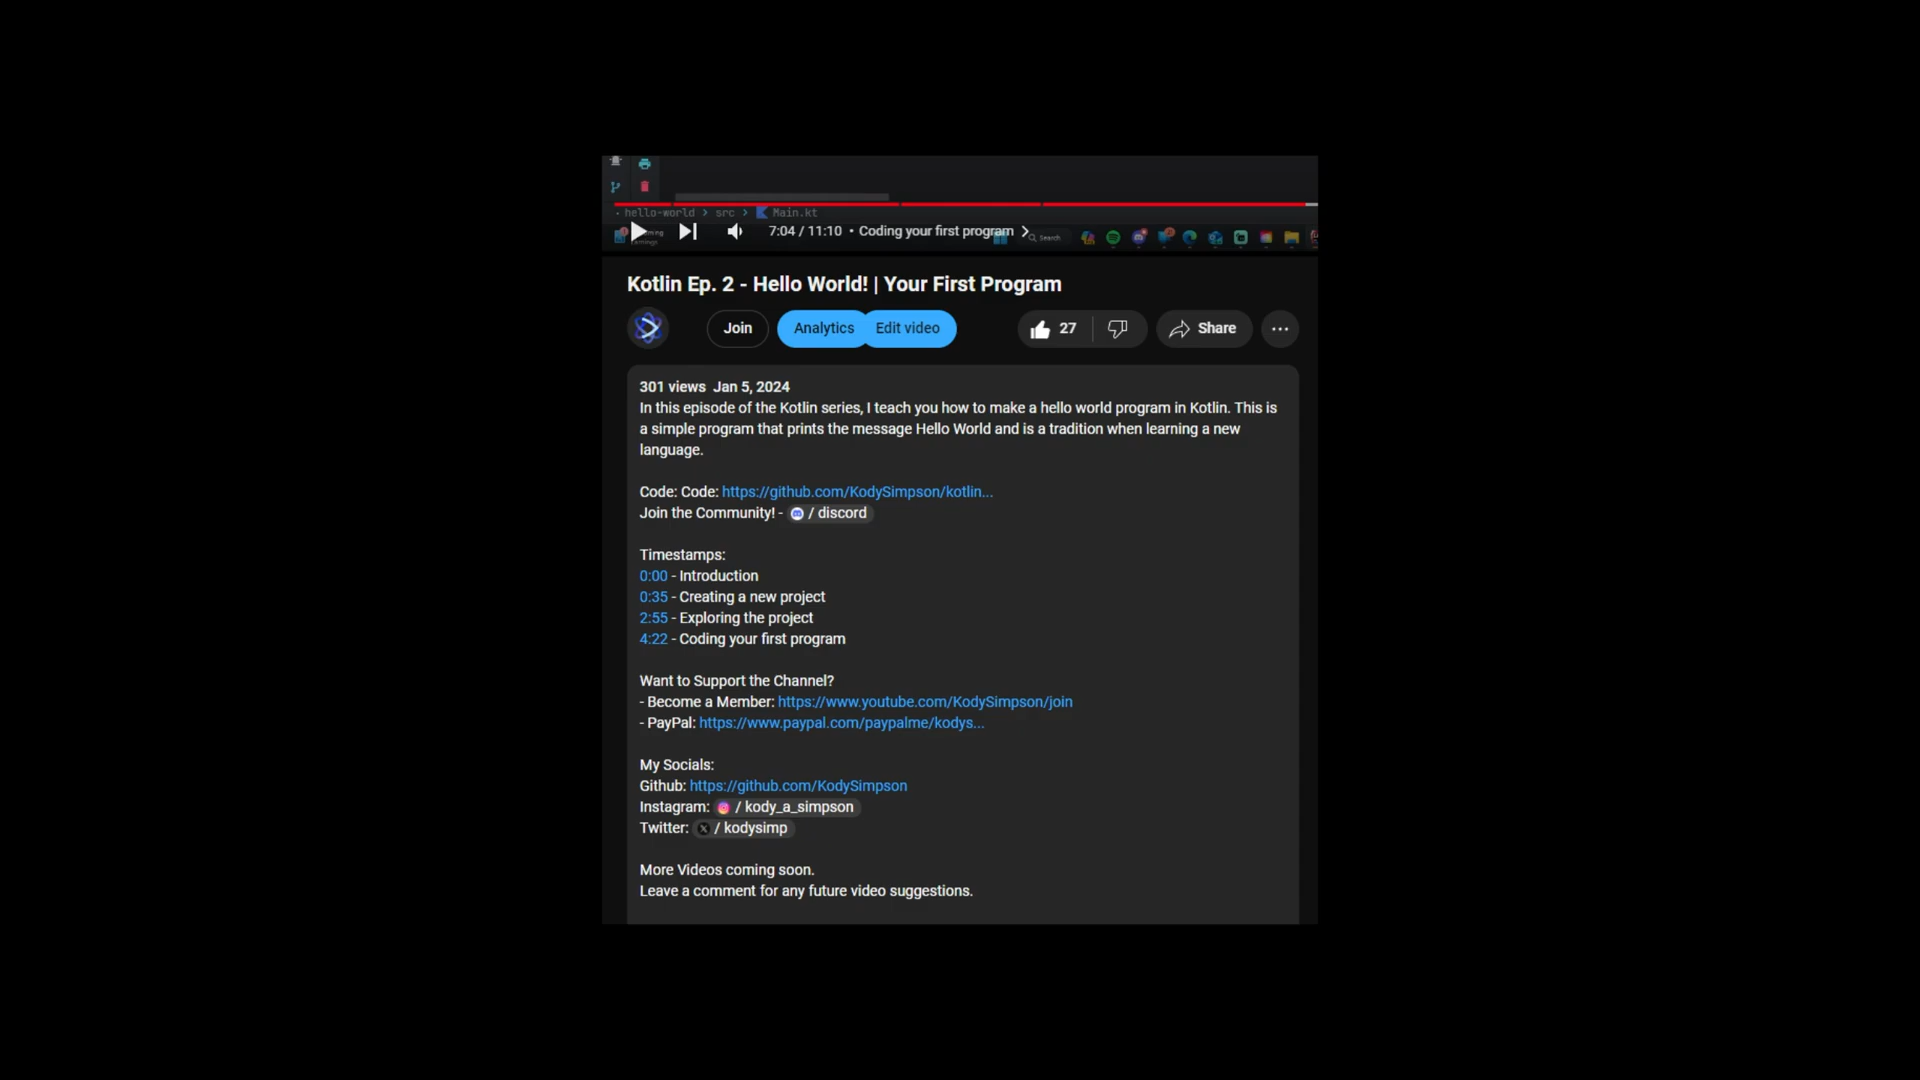 hello-world > src > Main.kt
7:04 / 11:10 • Coding your first program >
Search
Kotlin Ep. 2 - Hello World! | Your First Program
Join Analytics Edit video 27 Share
301 views Jan 5, 2024
In this episode of the Kotlin series, I teach you how to make a hello world program in Kotlin. This is
a simple program that prints the message Hello World and is a tradition when learning a new
language.
Code: Code: https://github.com/KodySimpson/kotlin...
Join the Community! - / discord
Timestamps:
0:00 - Introduction
0:35 - Creating a new project
2:55 - Exploring the project
4:22 - Coding your first program
Want to Support the Channel?
- Become a Member: https://www.youtube.com/KodySimpson/join
- PayPal: https://www.paypal.com/paypalme/kodys...
My Socials:
Github: https://github.com/KodySimpson
Instagram: / kody_a_simpson
Twitter: / kodysimp
More Videos coming soon.
Leave a comment for any future video suggestions.